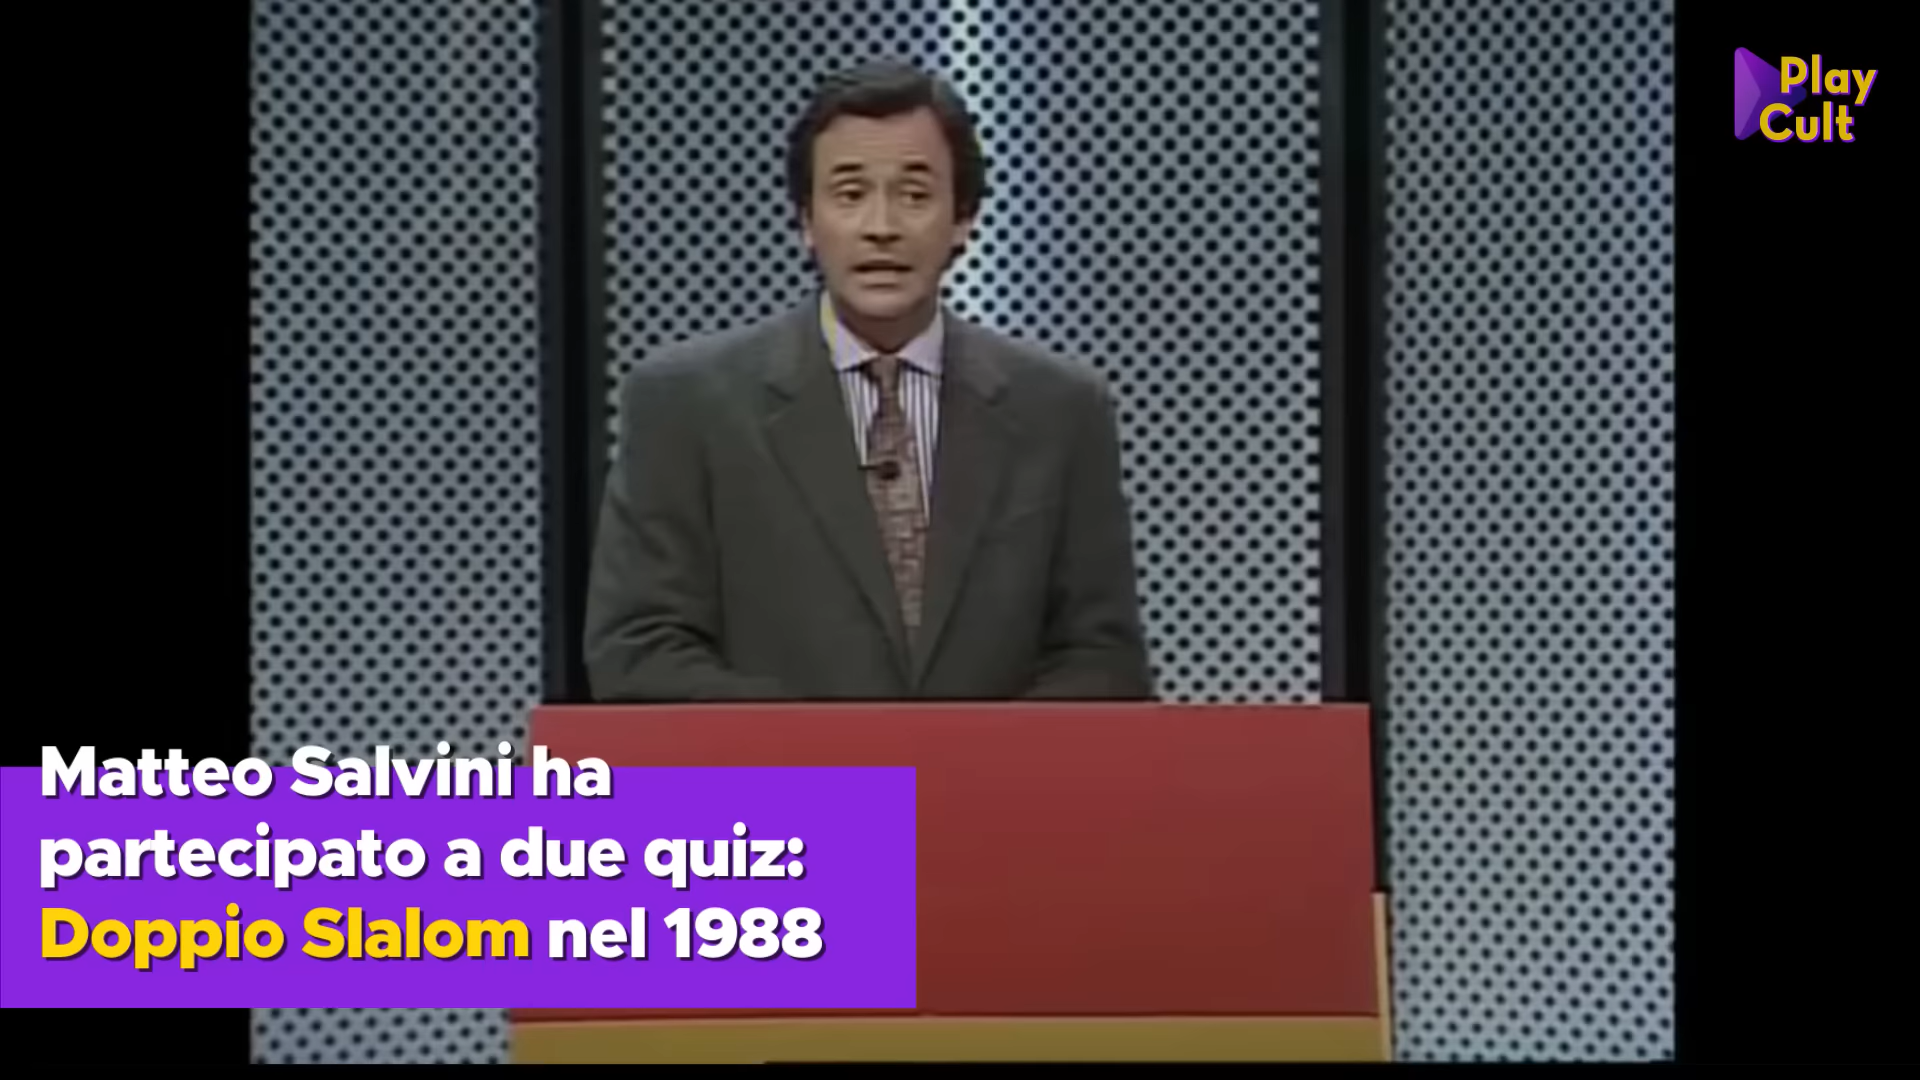 Play
Cult
Matteo Salvini ha
partecipato a due quiz:
Doppio Slalom nel 1988